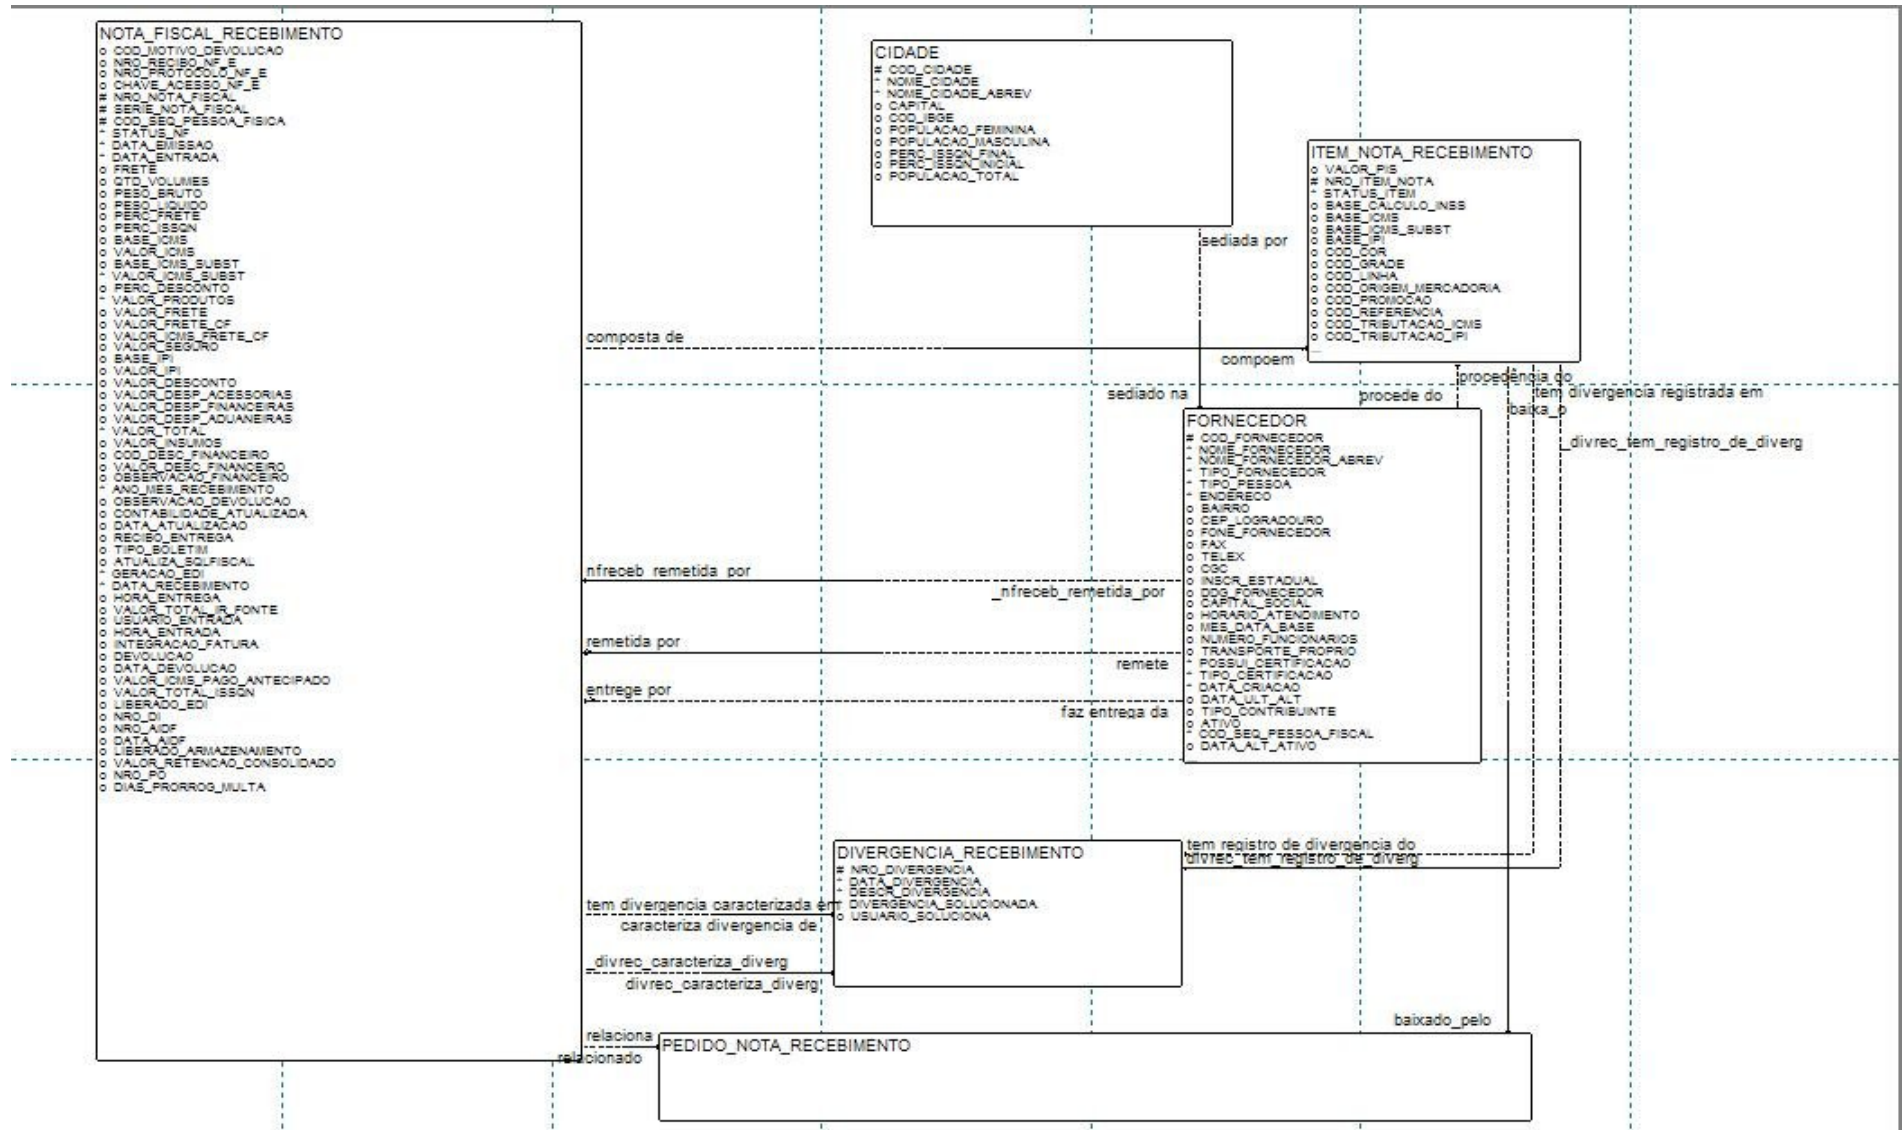 NOTA_FISCAL_RECEBIMENTO
o COD_MOTIVO_DEVOLUCAO
o NRO_RECIBO_NF_E
o NRO_PROTOCOLO_NF_E
o CHAVE_ACESSO_NF_E
# NRO_NOTA_FISCAL
# SERIE_NOTA_FISCAL
# COD_SEQ_PESSOA_FISICA
* STATUS_NF
* DATA_EMISSAO
* DATA_ENTRADA
o FRETE
o QTD_VOLUMES
o PESO_BRUTO
o PESO_LIQUIDO
o PERC_FRETE
o PERC_ISSQN
o BASE_ICMS
o VALOR_ICMS
o BASE_ICMS_SUBST
* VALOR_ICMS_SUBST
o PERC_DESCONTO
* VALOR_PRODUTOS
o VALOR_FRETE
o VALOR_FRETE_CF
o VALOR_ICMS_FRETE_CF
o VALOR_SEGURO
o BASE_IPI
o VALOR_IPI
o VALOR_DESCONTO
o VALOR_DESP_ACESSORIAS
o VALOR_DESP_FINANCEIRAS
o VALOR_DESP_ADUANEIRAS
* VALOR_TOTAL
o VALOR_INSUMOS
o COD_DESC_FINANCEIRO
o VALOR_DESC_FINANCEIRO
o OBSERVACAO_FINANCEIRO
* ANO_MES_RECEBIMENTO
o OBSERVACAO_DEVOLUCAO
o CONTABILIDADE_ATUALIZADA
o DATA_ATUALIZACAO
o RECIBO_ENTREGA
o TIPO_BOLETIM
o ATUALIZA_SQLFISCAL
* GERACAO_EDI
* DATA_RECEBIMENTO
o HORA_ENTREGA
o VALOR_TOTAL_IR_FONTE
o USUARIO_ENTRADA
o HORA_ENTRADA
o INTEGRACAO_FATURA
o DEVOLUCAO
o DATA_DEVOLUCAO
o VALOR_ICMS_PAGO_ANTECIPADO
o VALOR_TOTAL_ISSQN
o LIBERADO_EDI
o NRO_DI
o NRO_AIDF
o DATA_AIDF
o LIBERADO_ARMAZENAMENTO
o VALOR_RETENCAO_CONSOLIDADO
o NRO_PO
o DIAS_PRORROG_MULTA
CIDADE
# COD_CIDADE
* NOME_CIDADE
* NOME_CIDADE_ABREV
o CAPITAL
o COD_IBGE
o POPULACAO_FEMININA
o POPULACAO_MASCULINA
o PERC_ISSQN_FINAL
o PERC_ISSQN_INICIAL
o POPULACAO_TOTAL
ITEM_NOTA_RECEBIMENTO
o VALOR_PIS
# NRO_ITEM_NOTA
* STATUS_ITEM
o BASE_CALCULO_INSS
o BASE_ICMS
o BASE_ICMS_SUBST
o BASE_IPI
o COD_COR
o COD_GRADE
o COD_LINHA
o COD_ORIGEM_MERCADORIA
o COD_PROMOCAO
o COD_REFERENCIA
o COD_TRIBUTACAO_ICMS
o COD_TRIBUTACAO_IPI
...
sediada por
composta de
compoem
sediado na
procede do
procedência do
tem divergencia registrada em
baixa_o
_divrec_tem_registro_de_diverg
FORNECEDOR
# COD_FORNECEDOR
* NOME_FORNECEDOR
* NOME_FORNECEDOR_ABREV
* TIPO_FORNECEDOR
* TIPO_PESSOA
* ENDERECO
o BAIRRO
o CEP_LOGRADOURO
o FONE_FORNECEDOR
o FAX
o TELEX
o CGC
o INSCR_ESTADUAL
o DDG_FORNECEDOR
o CAPITAL_SOCIAL
o HORARIO_ATENDIMENTO
o MES_DATA_BASE
o NUMERO_FUNCIONARIOS
o TRANSPORTE_PROPRIO
* POSSUI_CERTIFICACAO
* TIPO_CERTIFICACAO
* DATA_CRIACAO
o DATA_ULT_ALT
o TIPO_CONTRIBUINTE
o ATIVO
* COD_SEQ_PESSOA_FISCAL
o DATA_ALT_ATIVO
...
nfreceb_remetida_por
_nfreceb_remetida_por
remetida por
remete
entrege por
faz entrega da
DIVERGENCIA_RECEBIMENTO
# NRO_DIVERGENCIA
* DATA_DIVERGENCIA
* DESCR_DIVERGENCIA
* DIVERGENCIA_SOLUCIONADA
o USUARIO_SOLUCIONA
tem registro de divergencia do
divrec_tem_registro_de_diverg
tem divergencia caracterizada em
caracteriza divergencia de
_divrec_caracteriza_diverg
divrec_caracteriza_diverg
baixado_pelo
relaciona
relacionado
PEDIDO_NOTA_RECEBIMENTO